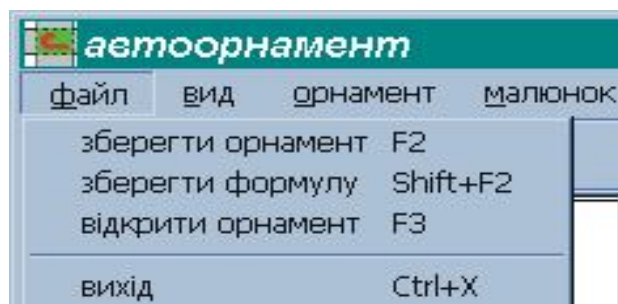 автоорнамент
файл вид орнамент малюнок
зберегти орнамент F2
зберегти формулу Shift+F2
відкрити орнамент F3
вихід Ctrl+X